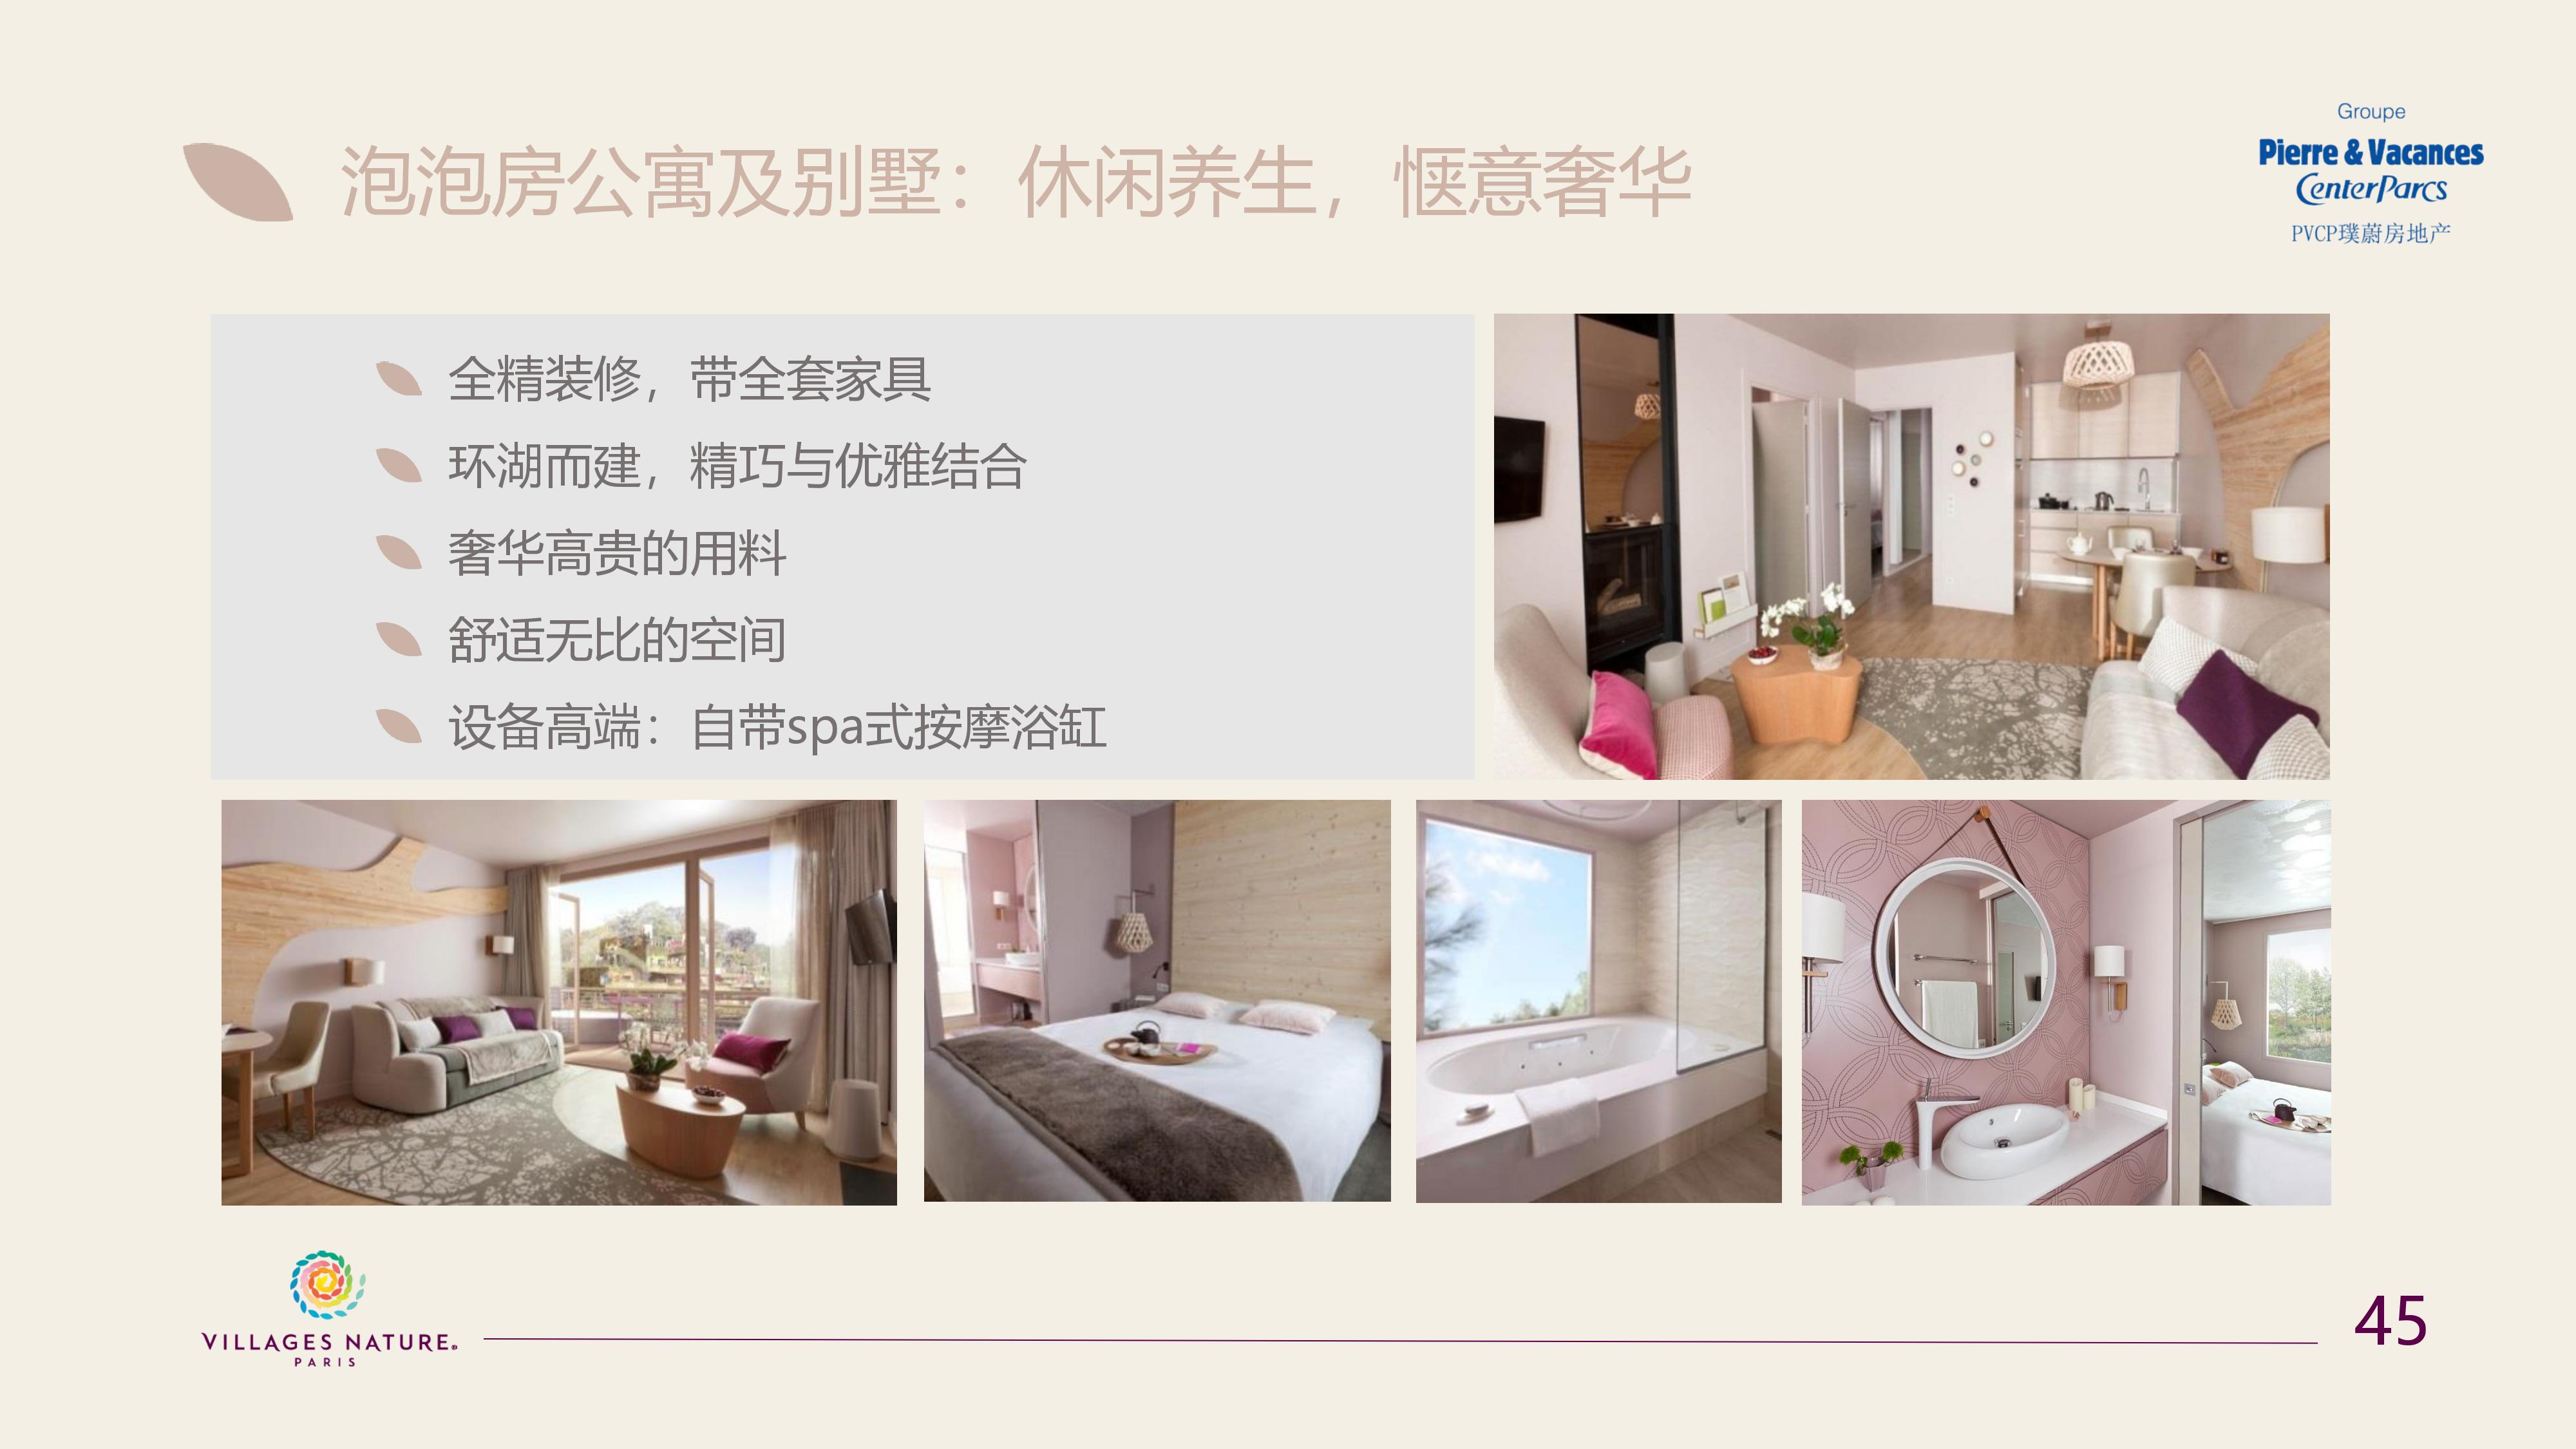 泡泡房公寓及别墅：休闲养生，惬意奢华
Groupe
Pierre & Vacances
CenterParcs
PVCP璞蔚房地产
全精装修，带全套家具
环湖而建，精巧与优雅结合
奢华高贵的用料
舒适无比的空间
设备高端：自带spa式按摩浴缸
VILLAGES NATURE®
PARIS
45